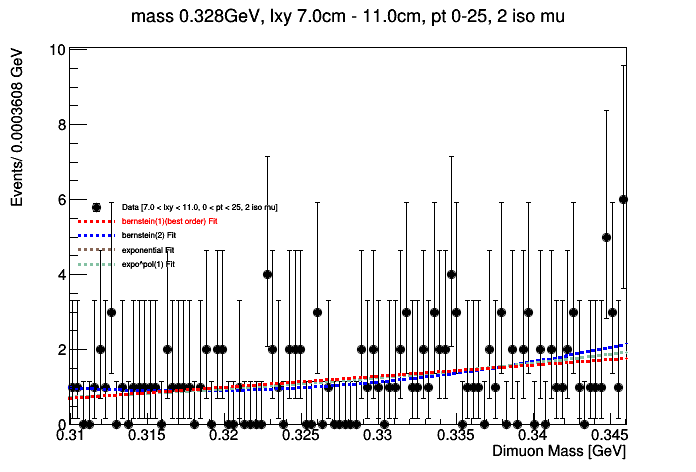 mass 0.328GeV, lxy 7.0cm - 11.0cm, pt 0-25, 2 iso mu
Events/ 0.0003608 GeV
10
8
6
4
2
0
Data [7.0 < lxy < 11.0, 0 < pt < 25, 2 iso mu]
bernstein(1)(best order) Fit
bernstein(2) Fit
exponential Fit
expo*pol(1) Fit
0.31 0.315 0.32 0.325 0.33 0.335 0.34 0.345
Dimuon Mass [GeV]